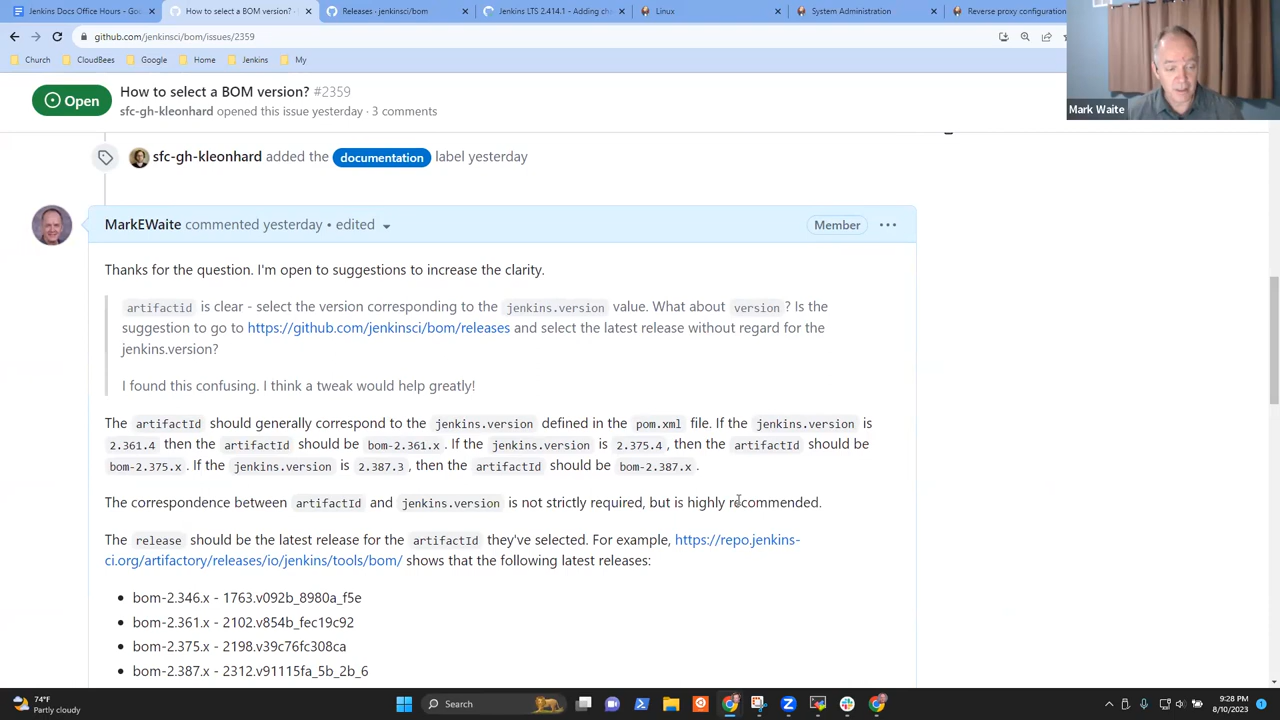 Jenkins Docs Office Hours - Go
How to select a BOM version? ·
Releases · jenkinsci/bom
Jenkins LTS 2.414.1 - Adding ch
Linux
System Administration
Reverse proxy configuration
github.com/jenkinsci/bom/issues/2359
Church
CloudBees
Google
Home
Jenkins
My
Mark Waite
Open
How to select a BOM version? #2359
sfc-gh-kleonhard opened this issue yesterday · 3 comments
sfc-gh-kleonhard added the documentation label yesterday
MarkEWaite commented yesterday • edited
Member
Thanks for the question. I'm open to suggestions to increase the clarity.
artifactid is clear - select the version corresponding to the jenkins.version value. What about version ? Is the
suggestion to go to https://github.com/jenkinsci/bom/releases and select the latest release without regard for the
jenkins.version?
I found this confusing. I think a tweak would help greatly!
The artifactId should generally correspond to the jenkins.version defined in the pom.xml file. If the jenkins.version is
2.361.4 then the artifactId should be bom-2.361.x . If the jenkins.version is 2.375.4 , then the artifactId should be
bom-2.375.x . If the jenkins.version is 2.387.3 , then the artifactId should be bom-2.387.x .
The correspondence between artifactId and jenkins.version is not strictly required, but is highly recommended.
The release should be the latest release for the artifactId they've selected. For example, https://repo.jenkins-
ci.org/artifactory/releases/io/jenkins/tools/bom/ shows that the following latest releases:
• bom-2.346.x - 1763.v092b_8980a_f5e
• bom-2.361.x - 2102.v854b_fec19c92
• bom-2.375.x - 2198.v39c76fc308ca
• bom-2.387.x - 2312.v91115fa_5b_2b_6
74°F
Partly cloudy
Search
9:28 PM
8/10/2023